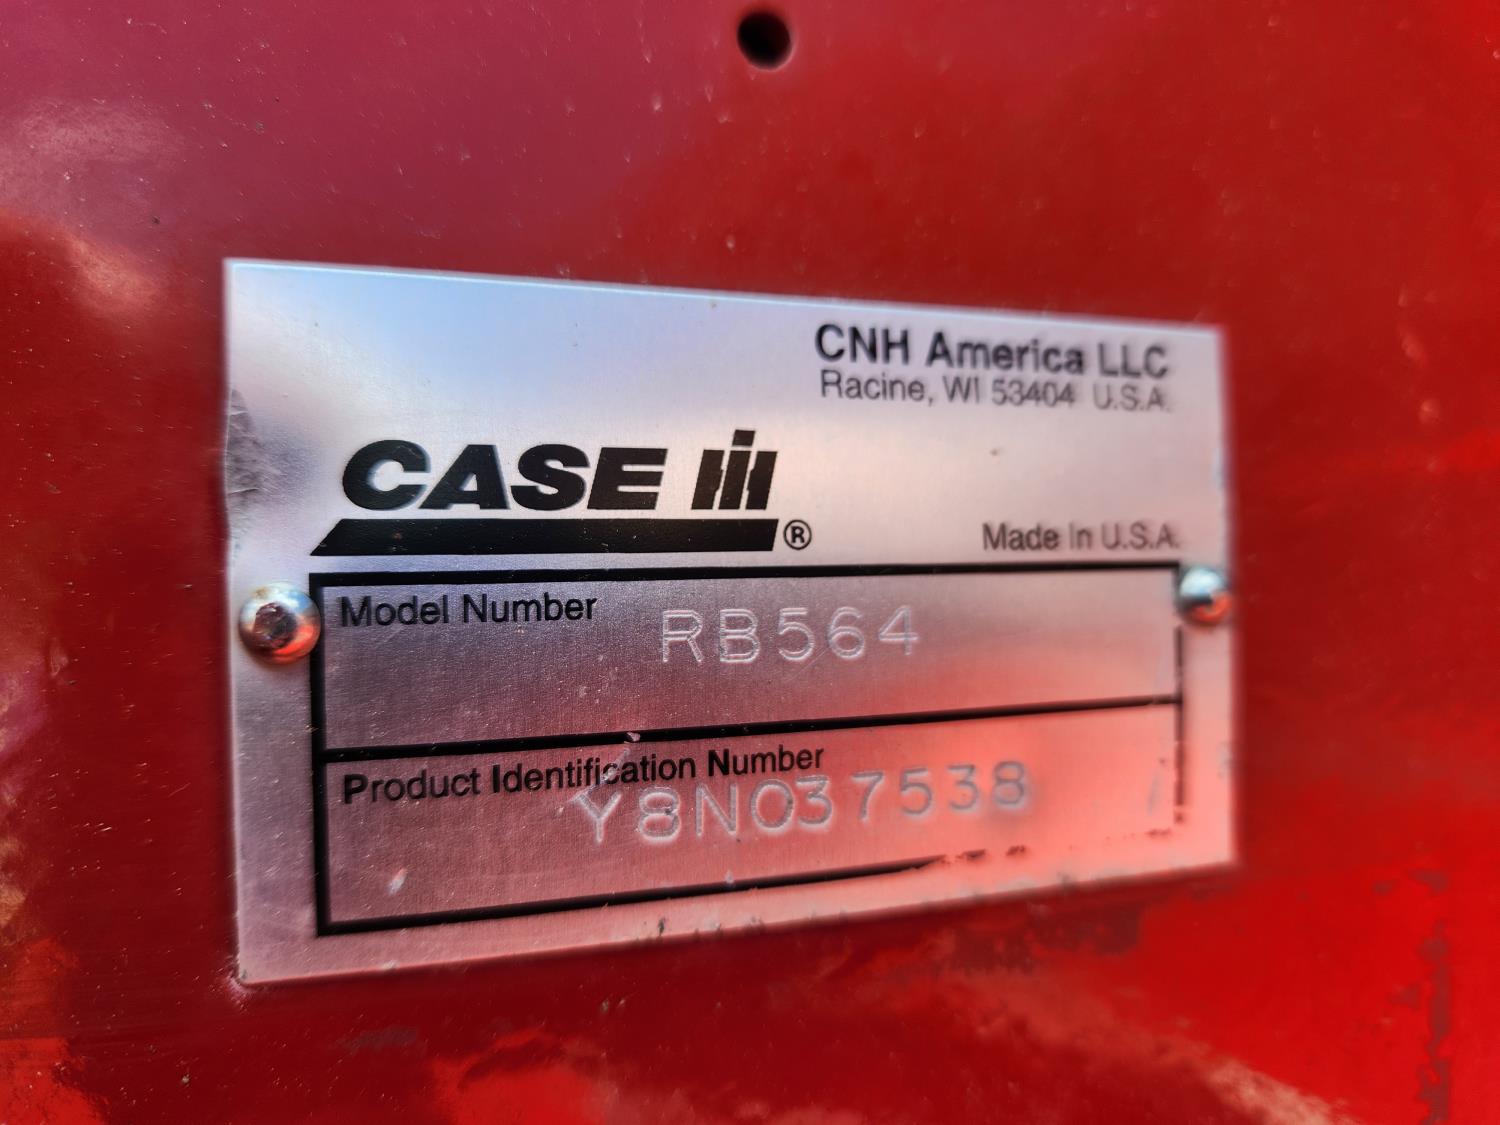 CNH America LLC
Racine, WI 53404 U.S.A.
CASE IH®
Made In U.S.A.
Model Number RB564
Product Identification Number
Y8N037538